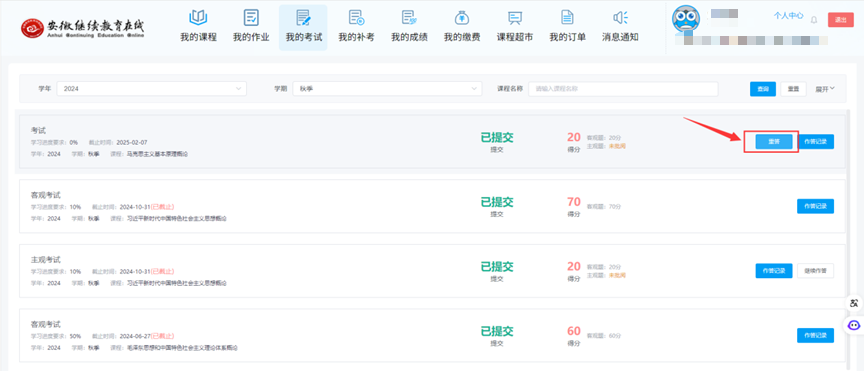 安徽继续教育在线
Anhui Continuing Education Online
我的课程 我的作业 我的考试 我的补考 我的成绩 我的缴费 课程超市 我的订单 消息通知
个人中心 退出
学年 2024 学期 秋季 课程名称 请输入课程名称 查询 重置 展开
考试
学习进度要求：0% 截止时间：2025-02-07
学年：2024 学期：秋季 课程：马克思主义基本原理概论
已提交
提交
20
得分
客观题：20分
主观题：未批阅
重答 作答记录
客观考试
学习进度要求：10% 截止时间：2024-10-31(已截止)
学年：2024 学期：秋季 课程：习近平新时代中国特色社会主义思想概论
已提交
提交
70
得分
客观题：70分
作答记录
主观考试
学习进度要求：10% 截止时间：2024-10-31(已截止)
学年：2024 学期：秋季 课程：习近平新时代中国特色社会主义思想概论
已提交
提交
20
得分
客观题：20分
主观题：未批阅
作答记录 继续作答
客观考试
学习进度要求：50% 截止时间：2024-06-27(已截止)
学年：2024 学期：秋季 课程：毛泽东思想和中国特色社会主义理论体系概论
已提交
提交
60
得分
客观题：60分
作答记录